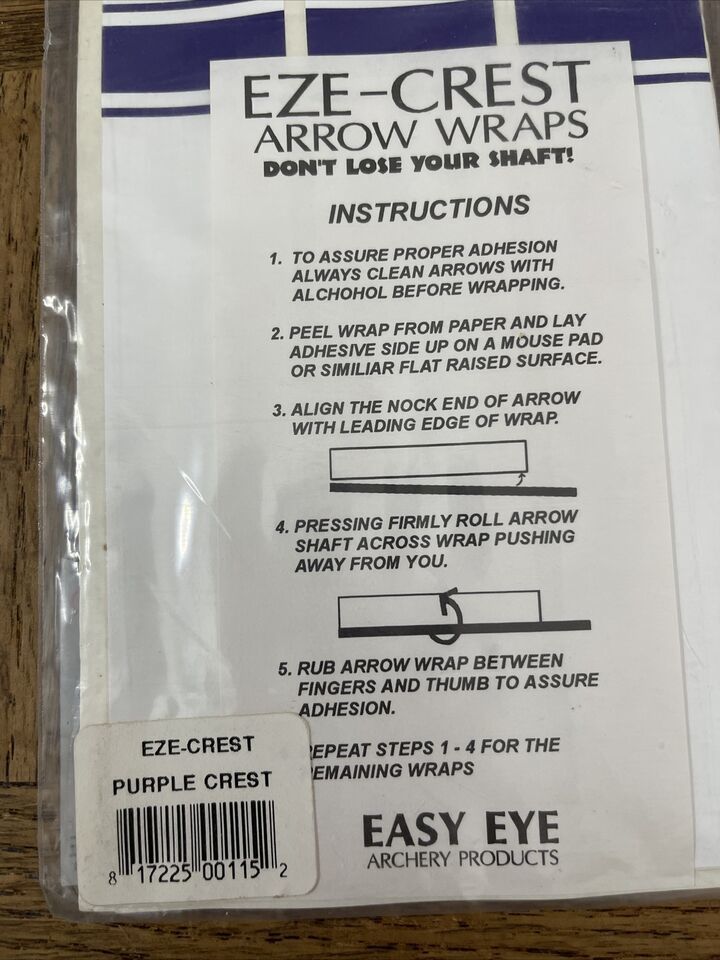 EZE-CREST
ARROW WRAPS
DON'T LOSE YOUR SHAFT!
INSTRUCTIONS
1. TO ASSURE PROPER ADHESION
ALWAYS CLEAN ARROWS WITH
ALCHOHOL BEFORE WRAPPING.
2. PEEL WRAP FROM PAPER AND LAY
ADHESIVE SIDE UP ON A MOUSE PAD
OR SIMILIAR FLAT RAISED SURFACE.
3. ALIGN THE NOCK END OF ARROW
WITH LEADING EDGE OF WRAP.
4. PRESSING FIRMLY ROLL ARROW
SHAFT ACROSS WRAP PUSHING
AWAY FROM YOU.
5. RUB ARROW WRAP BETWEEN
FINGERS AND THUMB TO ASSURE
ADHESION.
EPEAT STEPS 1 - 4 FOR THE
EMAINING WRAPS
EASY EYE
ARCHERY PRODUCTS
EZE-CREST
PURPLE CREST
8 17225 00115 2